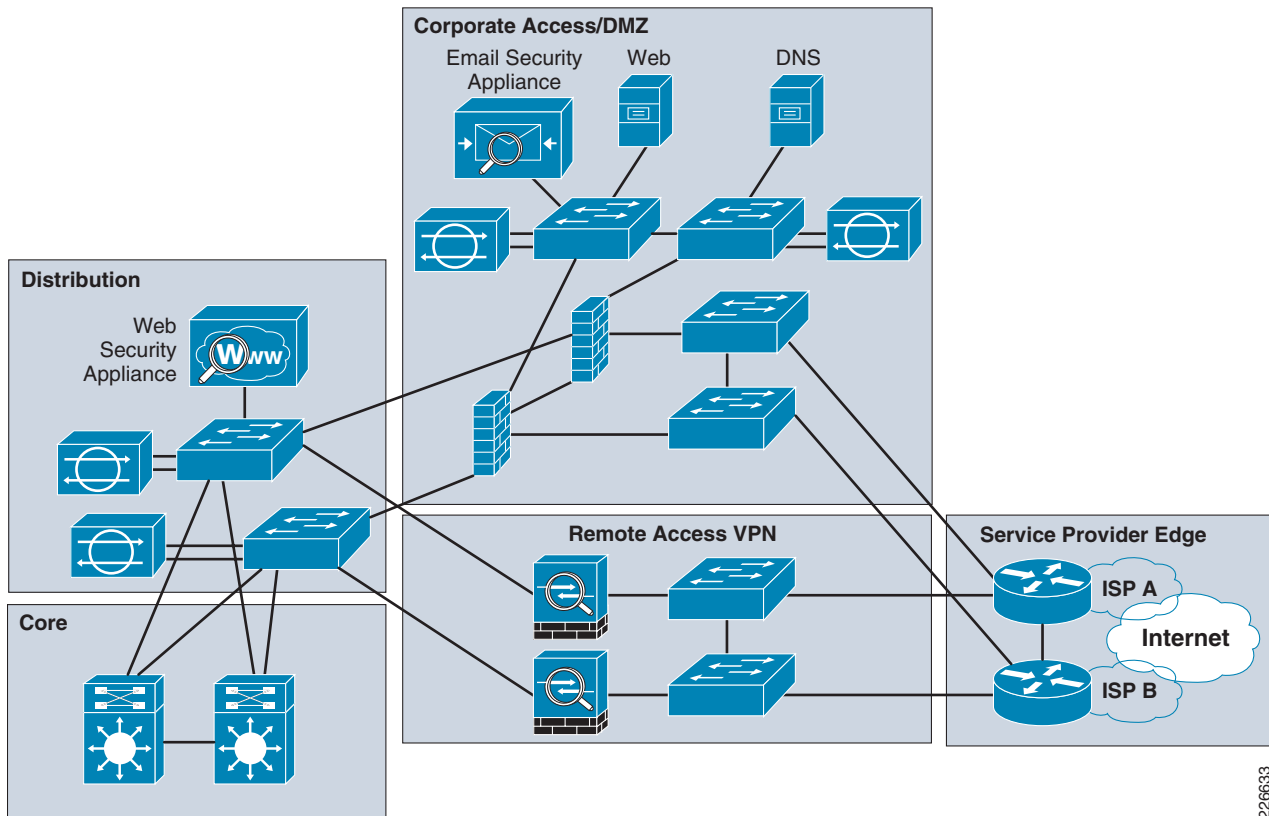 Corporate Access/DMZ
Email Security
Appliance
Web
DNS
Distribution
Web
Security
Appliance
Www
Remote Access VPN
Service Provider Edge
ISP A
Internet
ISP B
Core
226633